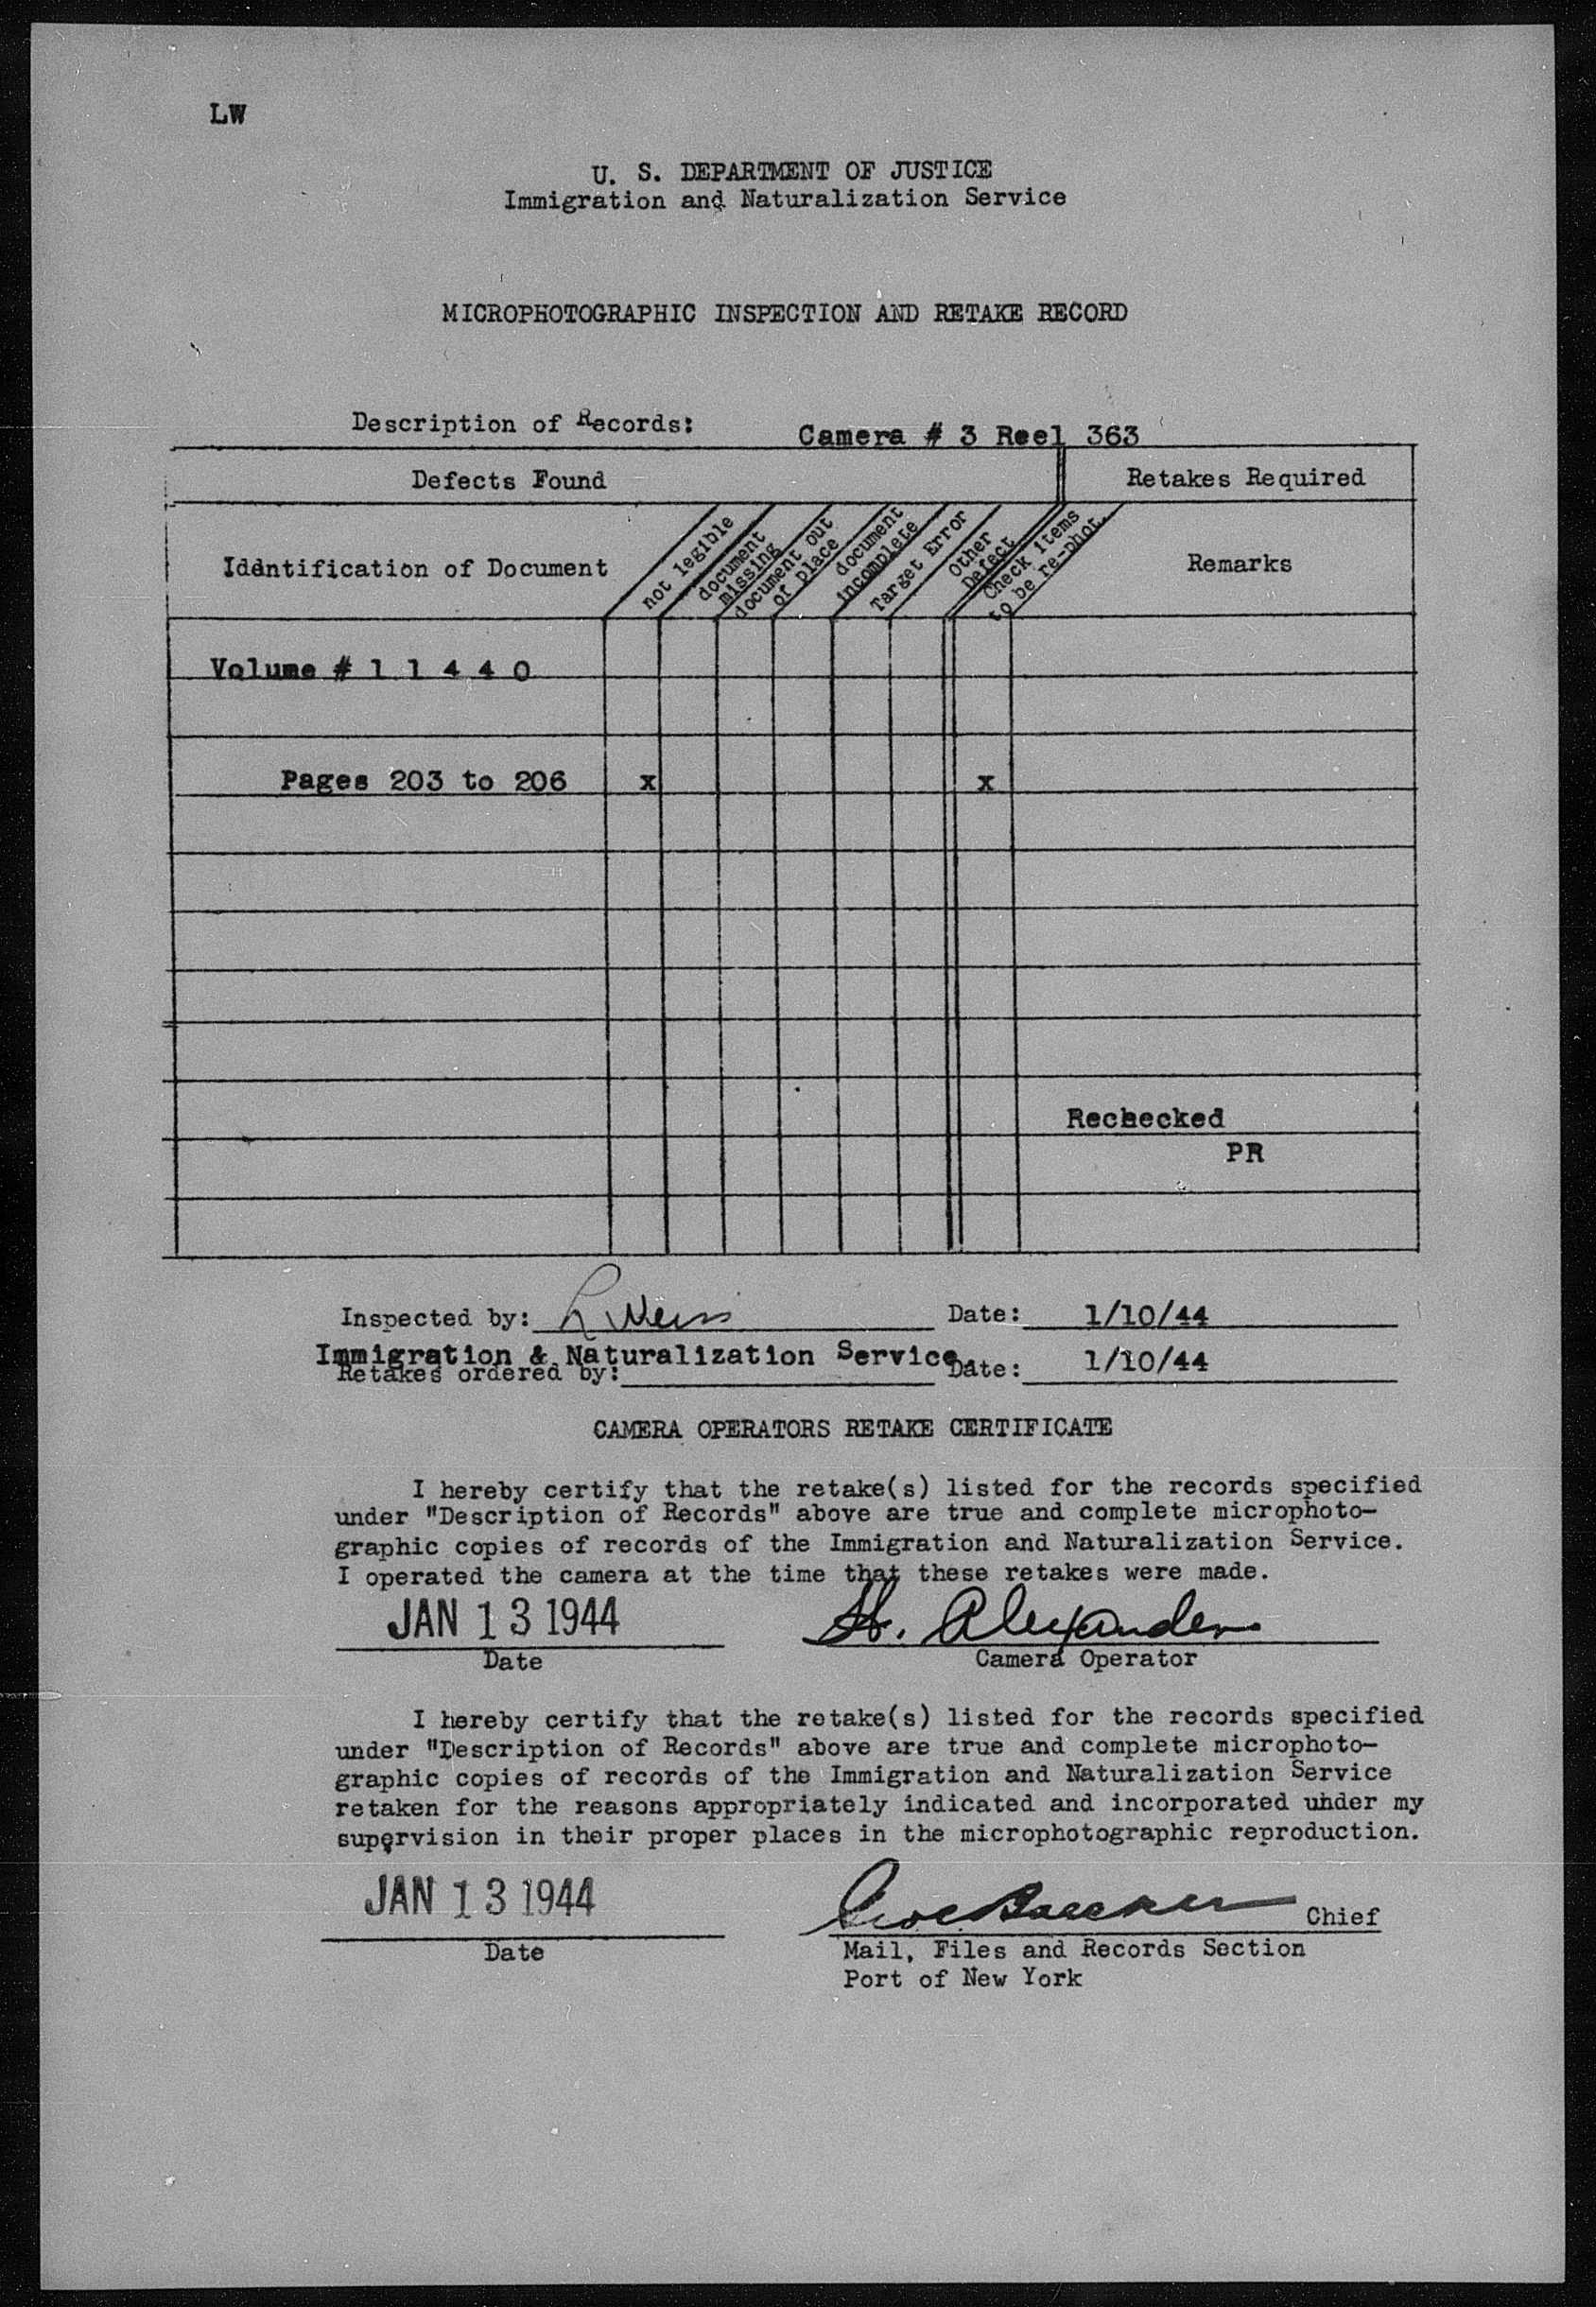 LW
U. S. DEPARTMENT OF JUSTICE
Immigration and Naturalization Service
MICROPHOTOGRAPHIC INSPECTION AND RETAKE RECORD
Description of Records: Camera # 3 Reel 363
Defects Found Retakes Required
Iddntification of Document
not legible
document missing
document out of place
document incomplete
Target Error
Other Defect
Check items to be re-phot.
Remarks
Volume # 1 1 4 4 0
Pages 203 to 206 x x
Rechecked
PR
Inspected by: L Weiss Date: 1/10/44
Immigration & Naturalization Service
Retakes ordered by: Date: 1/10/44
CAMERA OPERATORS RETAKE CERTIFICATE
I hereby certify that the retake(s) listed for the records specified
under "Description of Records" above are true and complete microphoto-
graphic copies of records of the Immigration and Naturalization Service.
I operated the camera at the time that these retakes were made.
JAN 13 1944 H. Alexander
Date Camera Operator
I hereby certify that the retake(s) listed for the records specified
under "Description of Records" above are true and complete microphoto-
graphic copies of records of the Immigration and Naturalization Service
retaken for the reasons appropriately indicated and incorporated under my
supervision in their proper places in the microphotographic reproduction.
JAN 13 1944 Chief
Date Mail, Files and Records Section
Port of New York